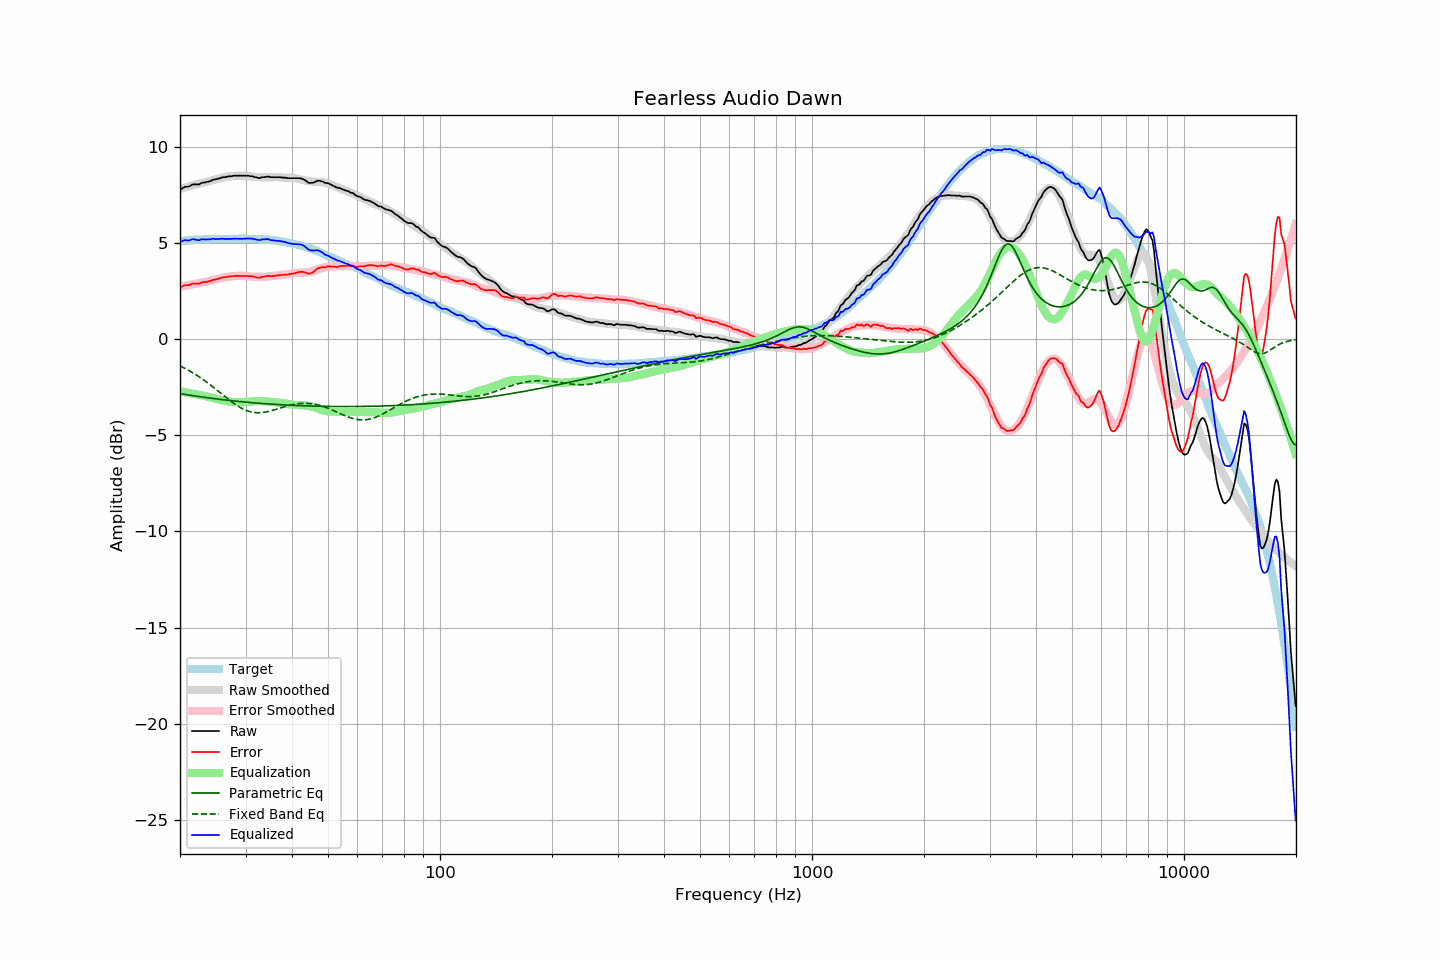 Fearless Audio Dawn
10
5
0
−5
−10
−15
−20
−25
Amplitude (dBr)
Target
Raw Smoothed
Error Smoothed
Raw
Error
Equalization
Parametric Eq
Fixed Band Eq
Equalized
100
1000
10000
Frequency (Hz)